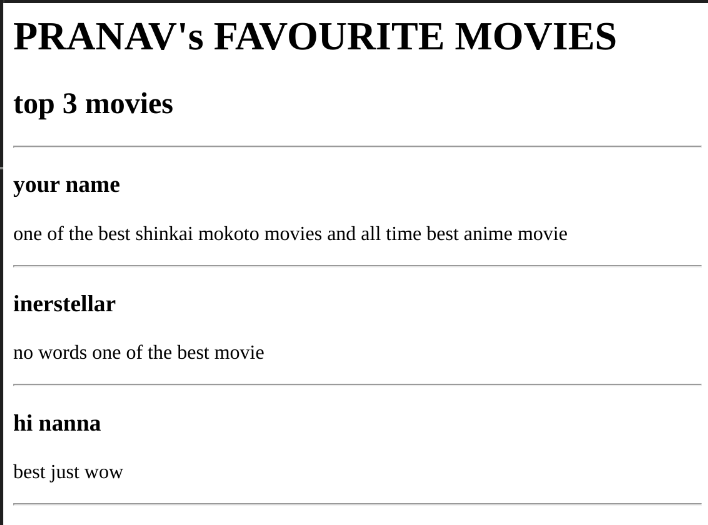 PRANAV's FAVOURITE MOVIES
top 3 movies
your name
one of the best shinkai mokoto movies and all time best anime movie
inerstellar
no words one of the best movie
hi nanna
best just wow